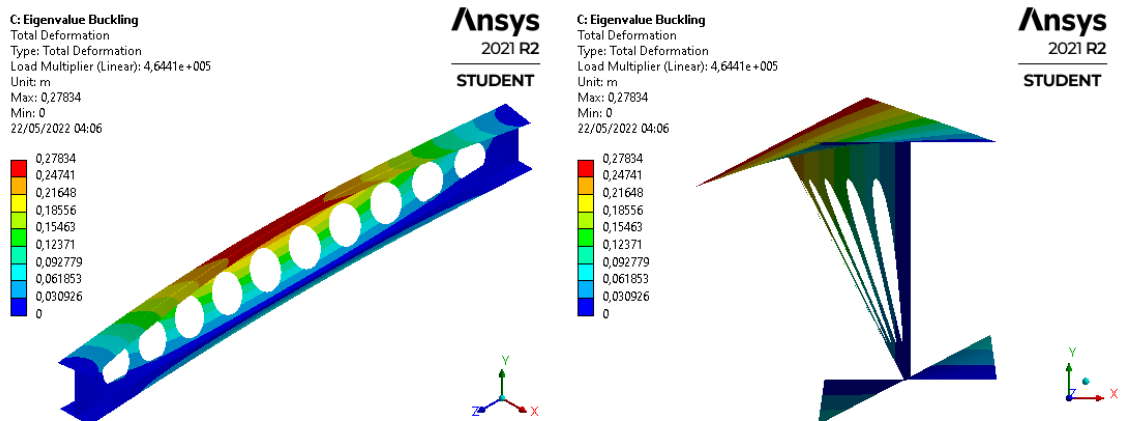 C: Eigenvalue Buckling
Total Deformation
Type: Total Deformation
Load Multiplier (Linear): 4,6441e+005
Unit: m
Max: 0,27834
Min: 0
22/05/2022 04:06
Ansys
2021 R2
STUDENT
0,27834
0,24741
0,21648
0,18556
0,15463
0,12371
0,092779
0,061853
0,030926
0
Y
Z
X
C: Eigenvalue Buckling
Total Deformation
Type: Total Deformation
Load Multiplier (Linear): 4,6441e+005
Unit: m
Max: 0,27834
Min: 0
22/05/2022 04:06
Ansys
2021 R2
STUDENT
0,27834
0,24741
0,21648
0,18556
0,15463
0,12371
0,092779
0,061853
0,030926
0
Y
Z
X